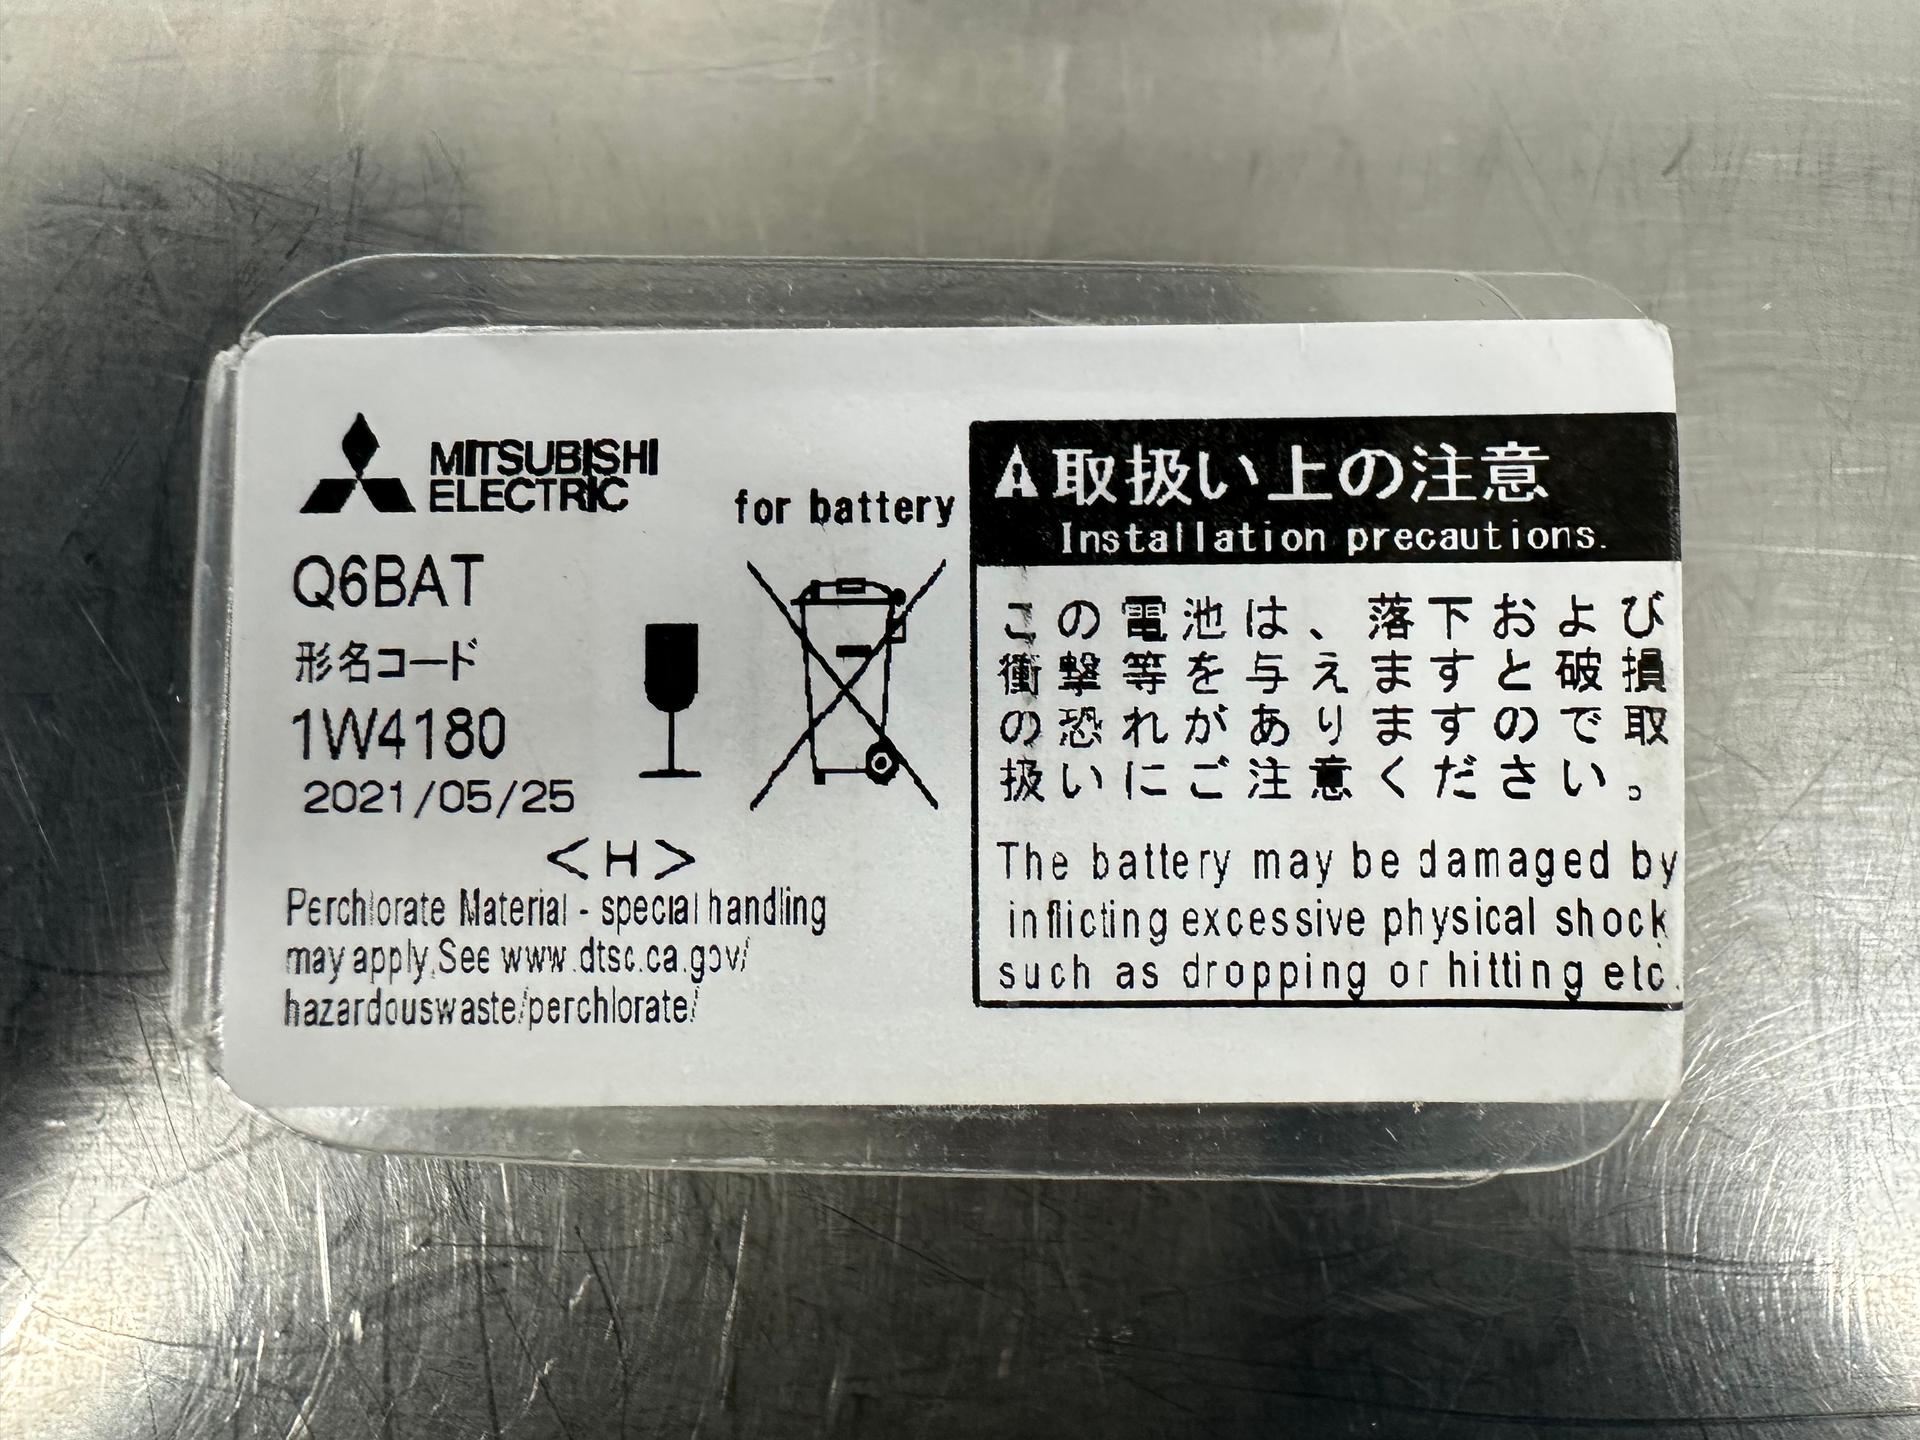 MITSUBISHI
ELECTRIC
Q6BAT
形名コード
1W4180
2021/05/25
for battery
<H>
Perchlorate Material - special handling
may apply.See www.dtsc.ca.gov/
hazardouswaste/perchlorate/
取扱い上の注意
Installation precautions.
この電池は、落下および
衝撃等を与えますと破損
の恐れがありますので取
扱いにご注意ください。
The battery may be damaged by
inflicting excessive physical shock
such as dropping or hitting etc.